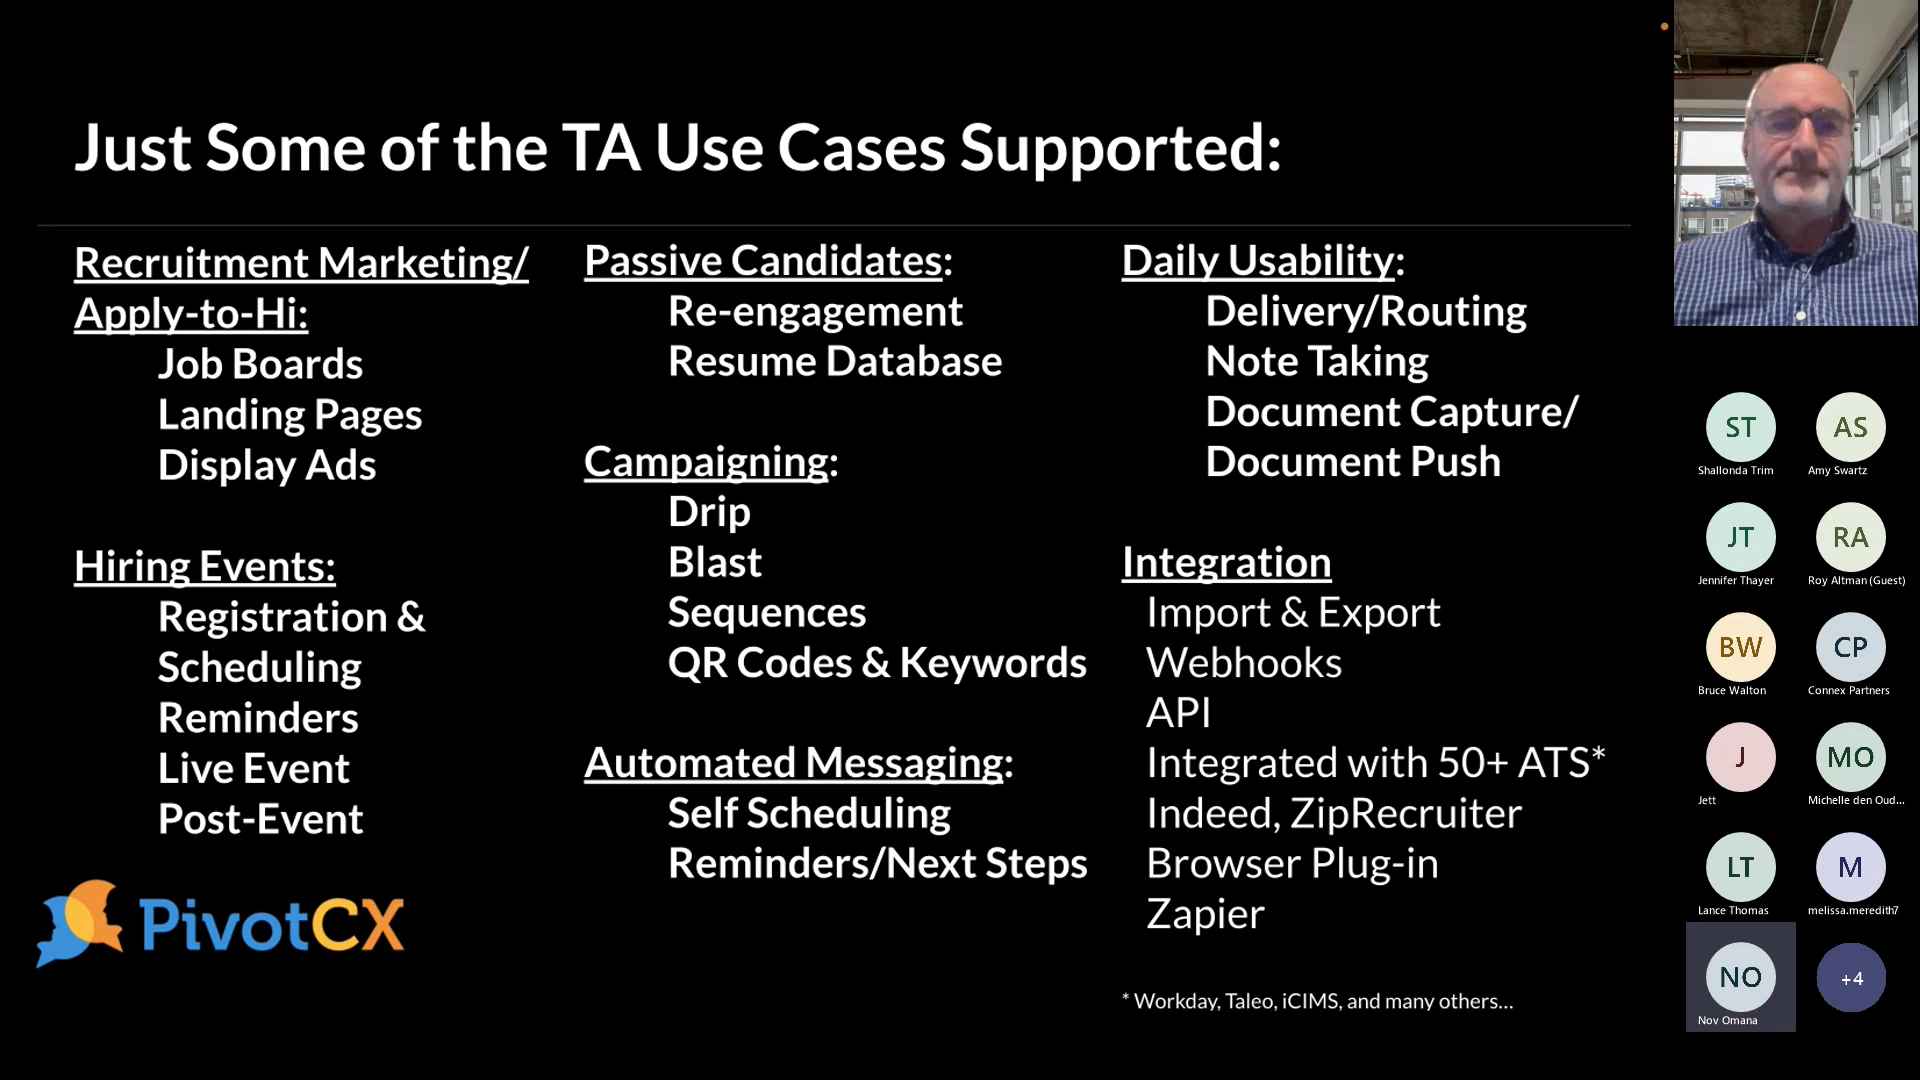 Just Some of the TA Use Cases Supported:
Recruitment Marketing/
Apply-to-Hi:
Job Boards
Landing Pages
Display Ads
Hiring Events:
Registration &
Scheduling
Reminders
Live Event
Post-Event
PivotCX
Passive Candidates:
Re-engagement
Resume Database
Campaigning:
Drip
Blast
Sequences
QR Codes & Keywords
Automated Messaging:
Self Scheduling
Reminders/Next Steps
Daily Usability:
Delivery/Routing
Note Taking
Document Capture/
Document Push
Integration
Import & Export
Webhooks
API
Integrated with 50+ ATS*
Indeed, ZipRecruiter
Browser Plug-in
Zapier
* Workday, Taleo, iCIMS, and many others...
ST
Shallonda Trim
AS
Amy Swartz
JT
Jennifer Thayer
RA
Roy Altman (Guest)
BW
Bruce Walton
CP
Connex Partners
J
Jett
MO
Michelle den Oud...
LT
Lance Thomas
M
melissa.meredith7
NO
Nov Omana
+4